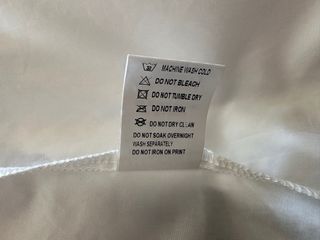 MACHINE WASH COLD
DO NOT BLEACH
DO NOT TUMBLE DRY
DO NOT IRON
DO NOT DRY CLEAN
DO NOT SOAK OVERNIGHT
WASH SEPARATELY
DO NOT IRON ON PRINT